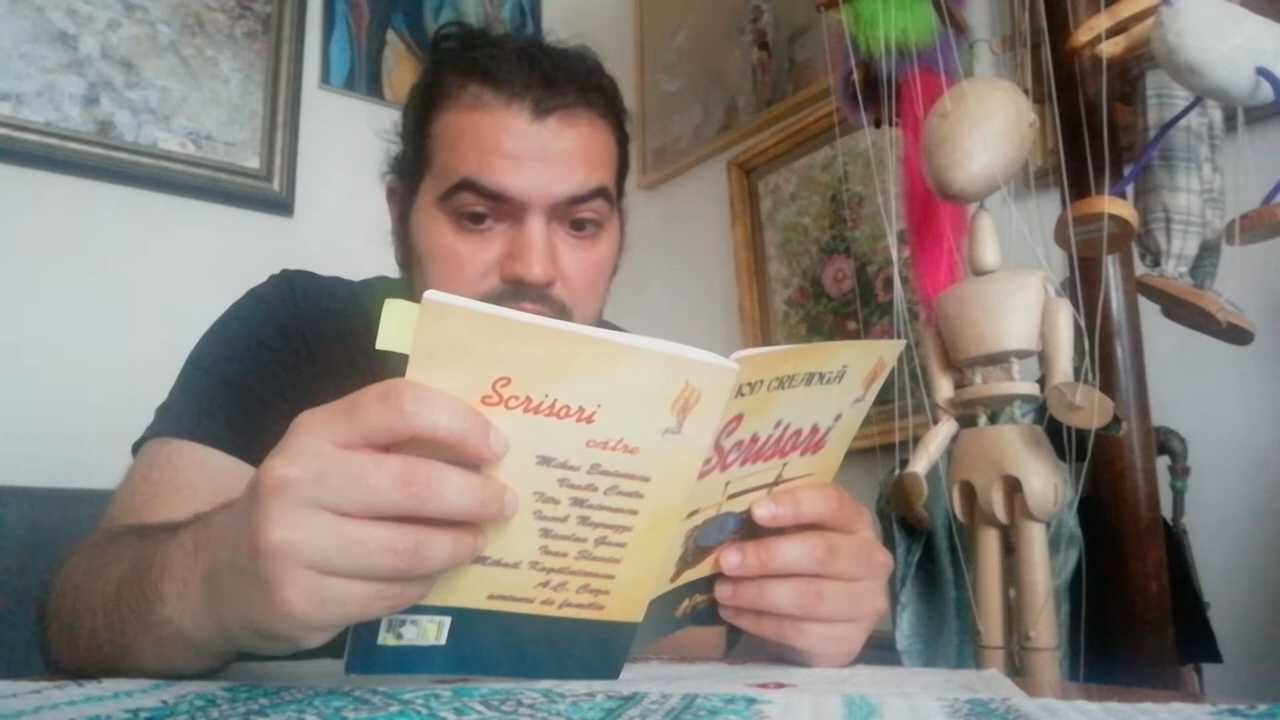 Scrisori
către
Mihai Eminescu
Vasile Conta
Titu Maiorescu
Iacob Negruzzi
Nicolae Gane
Ioan Slavici
Mihail Kogălniceanu
A.C. Cuza
scrisori de familie
ION CREANGĂ
Scrisori